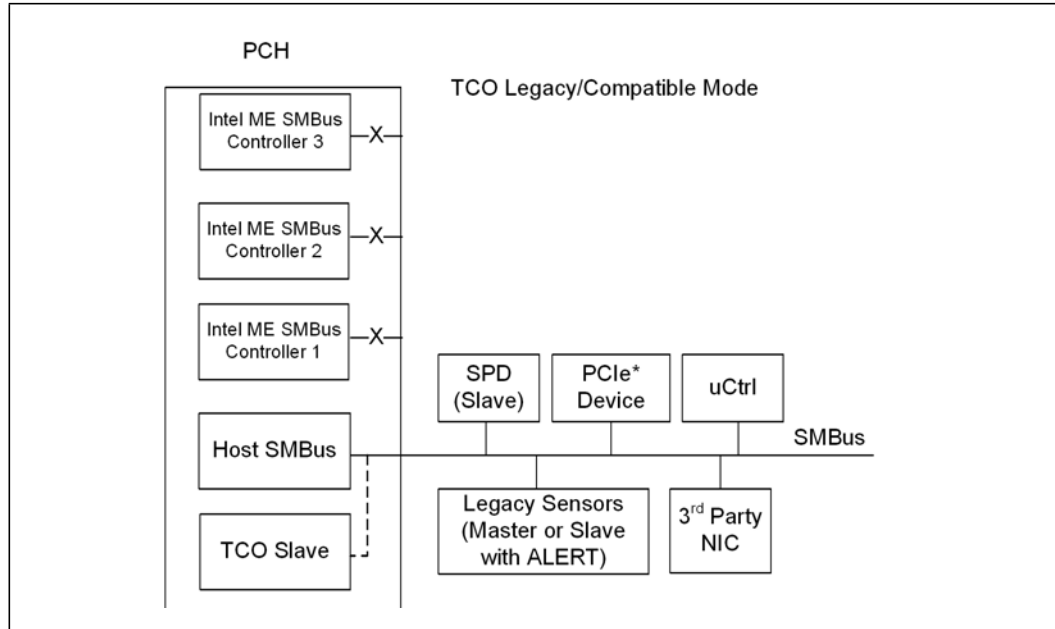 PCH
TCO Legacy/Compatible Mode
Intel ME SMBus
Controller 3
X
Intel ME SMBus
Controller 2
X
Intel ME SMBus
Controller 1
X
SPD
(Slave)
PCIe*
Device
uCtrl
Host SMBus
SMBus
Legacy Sensors
(Master or Slave
with ALERT)
3rd Party
NIC
TCO Slave